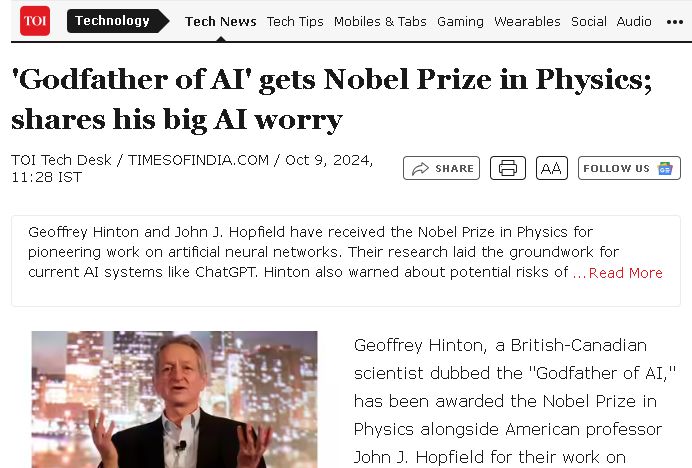 TOI Technology Tech News Tech Tips Mobiles & Tabs Gaming Wearables Social Audio •••
'Godfather of AI' gets Nobel Prize in Physics;
shares his big AI worry
TOI Tech Desk / TIMESOFINDIA.COM / Oct 9, 2024,
11:28 IST
SHARE AA FOLLOW US
Geoffrey Hinton and John J. Hopfield have received the Nobel Prize in Physics for
pioneering work on artificial neural networks. Their research laid the groundwork for
current AI systems like ChatGPT. Hinton also warned about potential risks of ...Read More
Geoffrey Hinton, a British-Canadian
scientist dubbed the "Godfather of AI,"
has been awarded the Nobel Prize in
Physics alongside American professor
John J. Hopfield for their work on